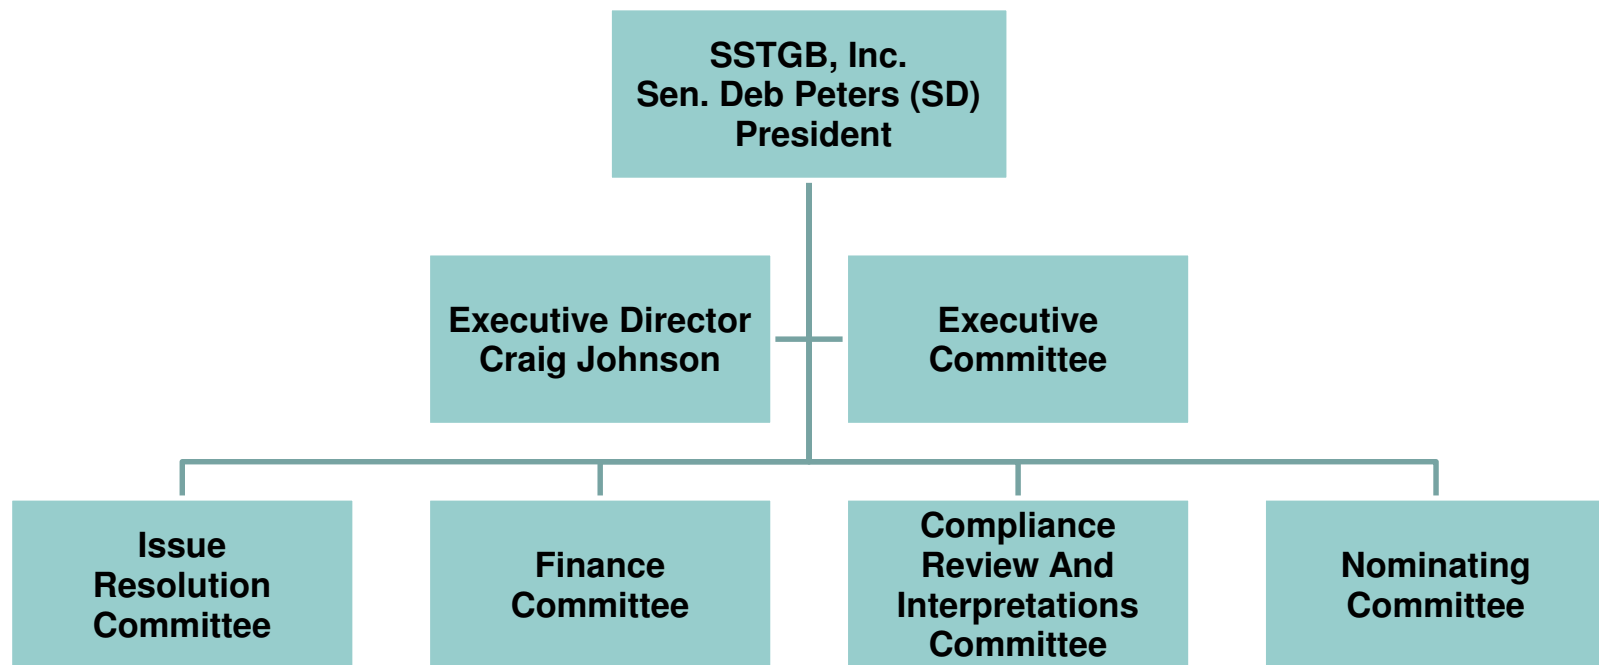 SSTGB, Inc.
Sen. Deb Peters (SD)
President
Executive Director
Craig Johnson
Executive
Committee
Issue
Resolution
Committee
Finance
Committee
Compliance
Review And
Interpretations
Committee
Nominating
Committee